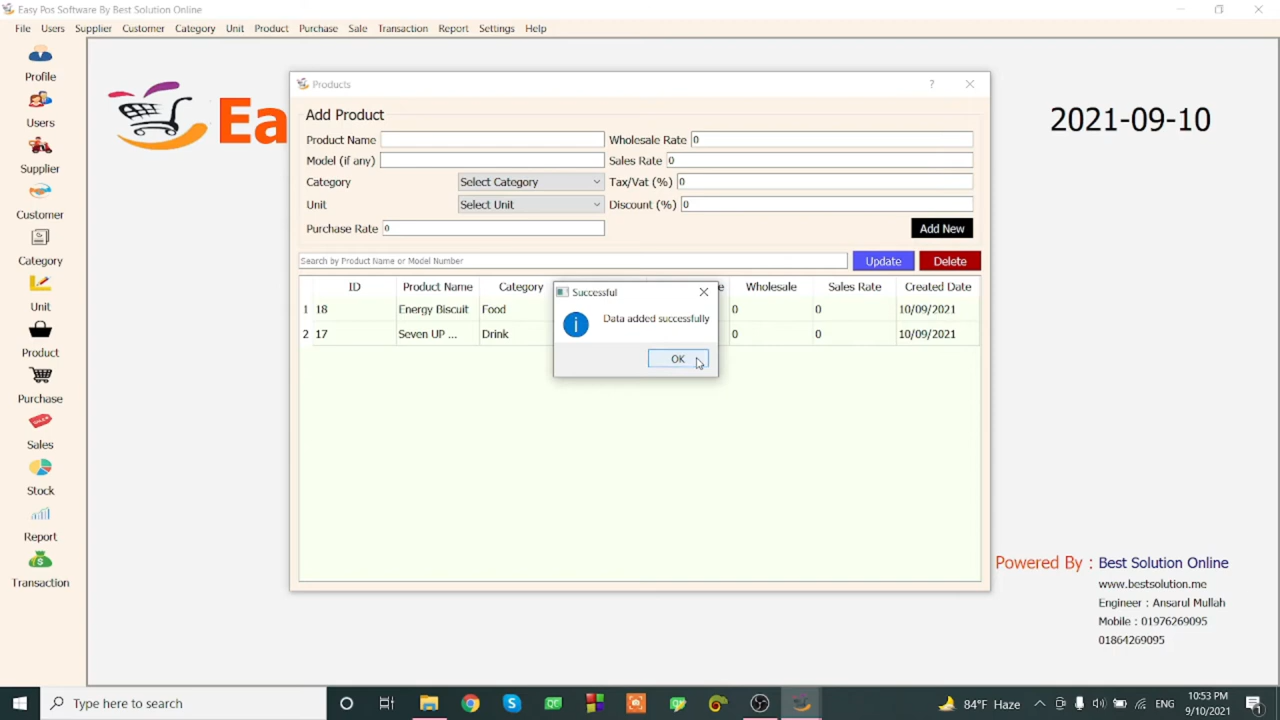 Easy Pos Software By Best Solution Online
File Users Supplier Customer Category Unit Product Purchase Sale Transaction Report Settings Help
Profile
Users
Supplier
Customer
Category
Unit
Product
Purchase
Sales
Stock
Report
Transaction
Ea
2021-09-10
Products ?
Add Product
Product Name Wholesale Rate 0
Model (if any) Sales Rate 0
Category Select Category Tax/Vat (%) 0
Unit Select Unit Discount (%) 0
Purchase Rate 0 Add New
Search by Product Name or Model Number Update Delete
ID Product Name Category e Wholesale Sales Rate Created Date
1 18 Energy Biscuit Food 0 0 10/09/2021
2 17 Seven UP ... Drink 0 0 10/09/2021
Successful
Data added successfully
OK
Powered By : Best Solution Online
www.bestsolution.me
Engineer : Ansarul Mullah
Mobile : 01976269095
01864269095
Type here to search
84°F Haze
ENG
10:53 PM
9/10/2021
1